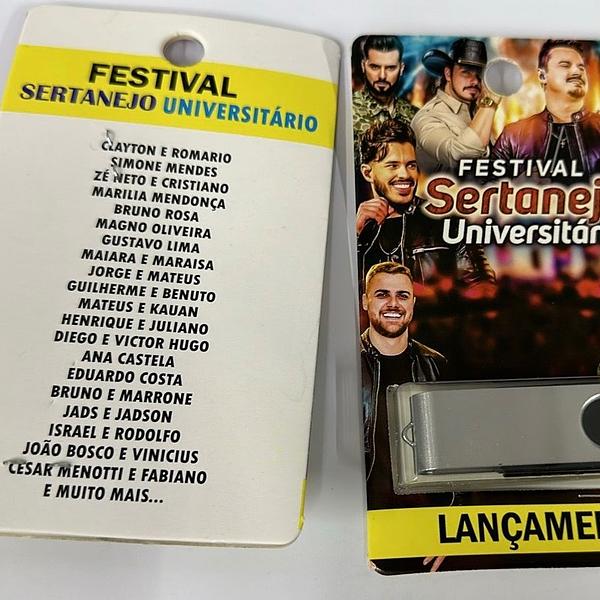 FESTIVAL
SERTANEJO UNIVERSITÁRIO
CLAYTON E ROMARIO
SIMONE MENDES
ZÉ NETO E CRISTIANO
MARILIA MENDONÇA
BRUNO ROSA
MAGNO OLIVEIRA
GUSTAVO LIMA
MAIARA E MARAISA
JORGE E MATEUS
GUILHERME E BENUTO
MATEUS E KAUAN
HENRIQUE E JULIANO
DIEGO E VICTOR HUGO
ANA CASTELA
EDUARDO COSTA
BRUNO E MARRONE
JADS E JADSON
ISRAEL E RODOLFO
JOÃO BOSCO E VINICIUS
CESAR MENOTTI E FABIANO
E MUITO MAIS...
FESTIVAL
Sertanej
Universitár
LANÇAMEN